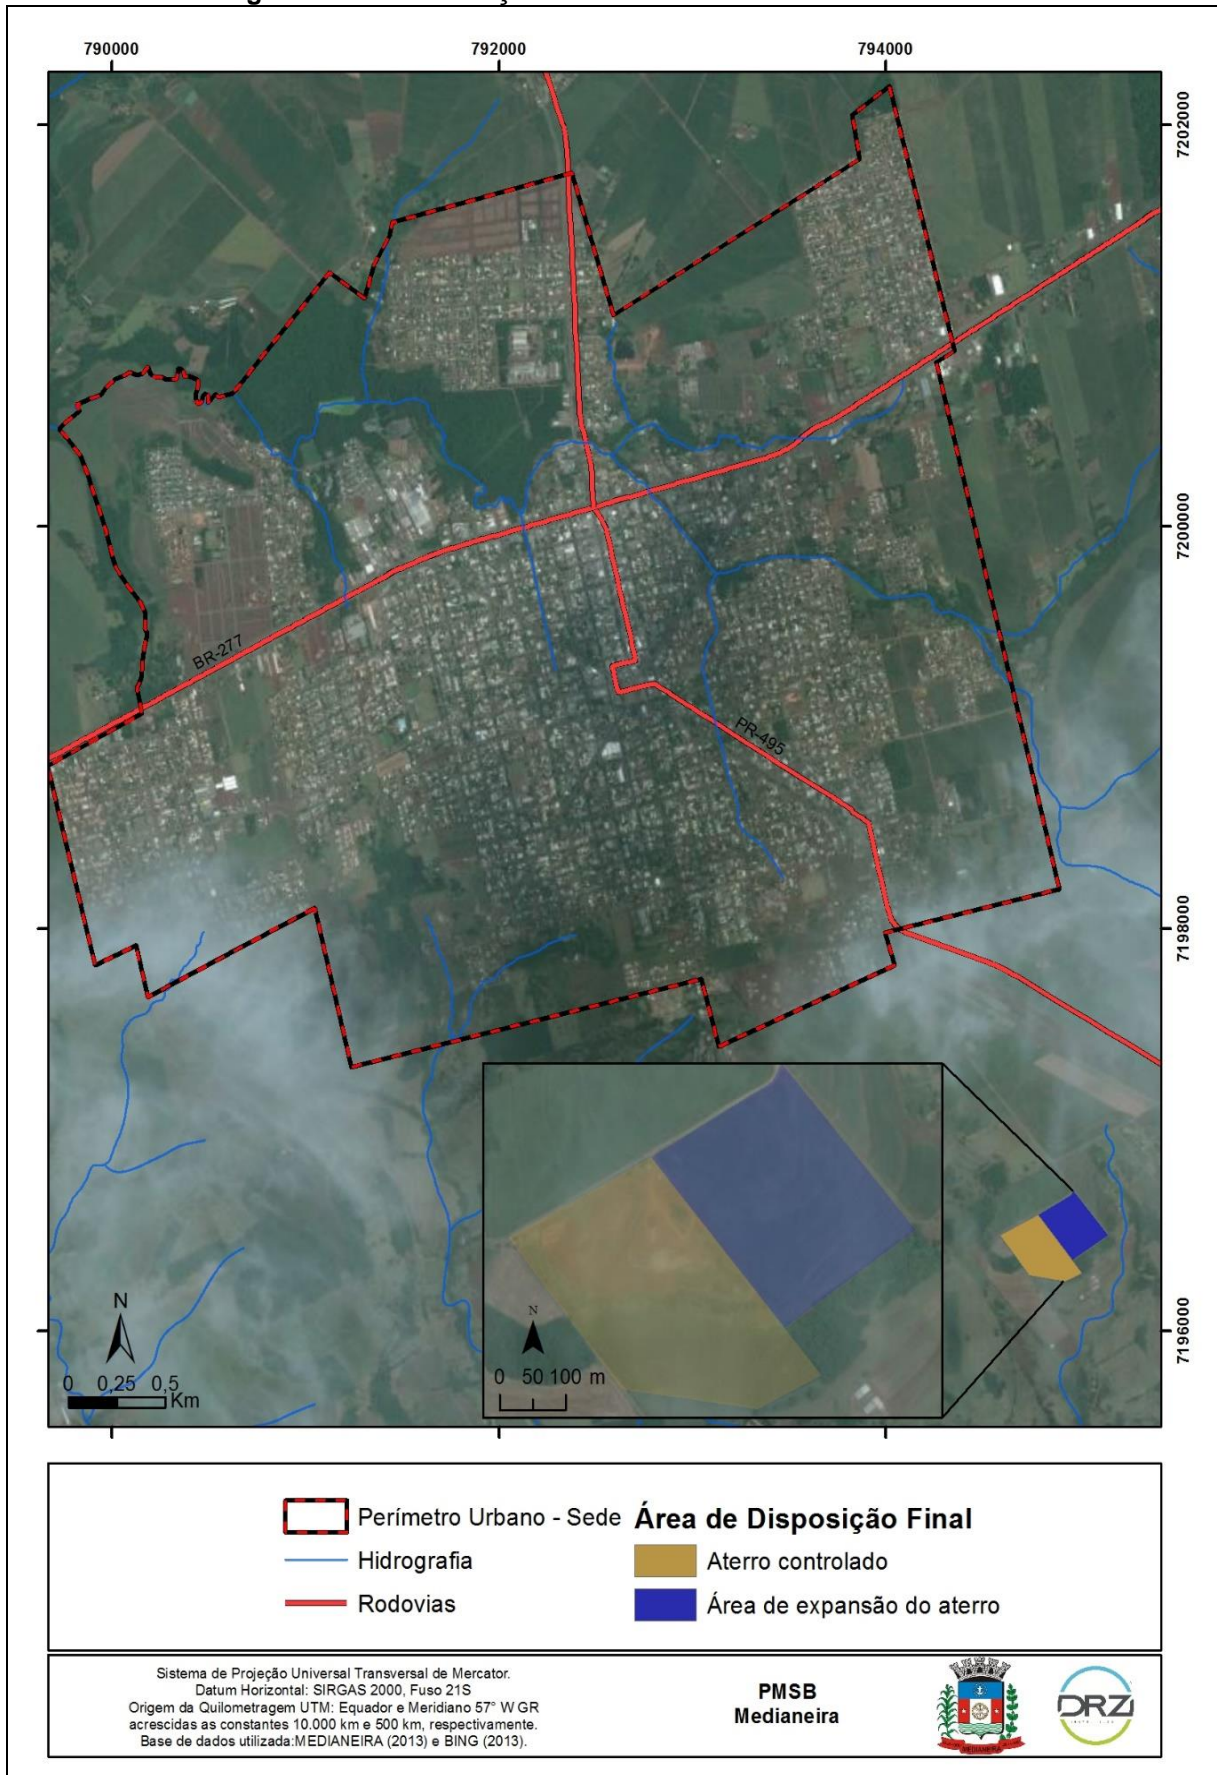 790000
792000
794000
7202000
7200000
7198000
7196000
BR-277
PR-495
N
0 0,25 0,5
Km
N
0 50 100 m
Perímetro Urbano - Sede
Hidrografia
Rodovias
Área de Disposição Final
Aterro controlado
Área de expansão do aterro
Sistema de Projeção Universal Transversal de Mercator.
Datum Horizontal: SIRGAS 2000, Fuso 21S
Origem da Quilometragem UTM: Equador e Meridiano 57° W GR
acrescidas as constantes 10.000 km e 500 km, respectivamente.
Base de dados utilizada:MEDIANEIRA (2013) e BING (2013).
PMSB
Medianeira
MEDIANEIRA
DRZ